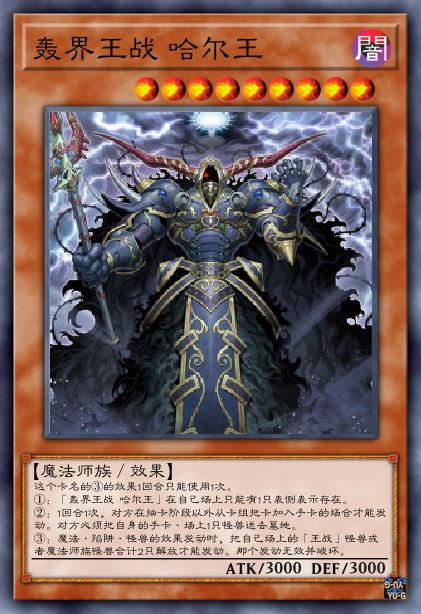 轰界王战 哈尔王
闇
【魔法师族／效果】
这个卡名的③的效果1回合只能使用1次。
①：「轰界王战 哈尔王」在自己场上只能有1只表侧表示存在。
②：1回合1次，对方在抽卡阶段以外从卡组把卡加入手卡的场合才能发
动。对方必须把自身的手卡·场上1只怪兽送去墓地。
③：魔法·陷阱·怪兽的效果发动时，把自己场上的「王战」怪兽或
者魔法师族怪兽合计2只解放才能发动。那个发动无效并破坏。
ATK/3000 DEF/3000